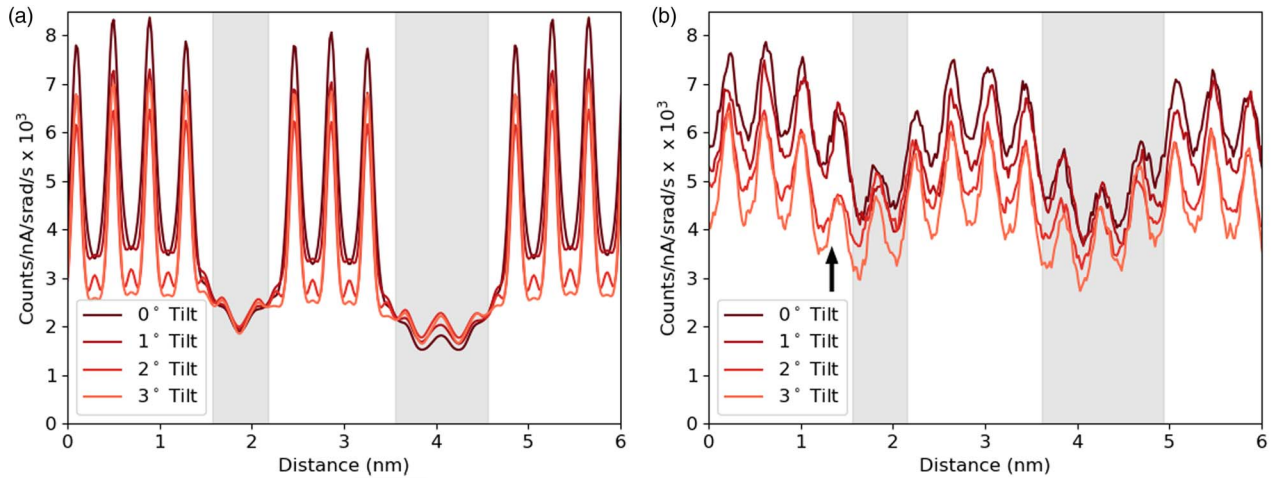 (a)
8
7
6
5
4
3
2
1
0
Counts/nA/srad/s x 10³
0° Tilt
1° Tilt
2° Tilt
3° Tilt
0 1 2 3 4 5 6
Distance (nm)
(b)
8
7
6
5
4
3
2
1
0
Counts/nA/srad/s x x 10³
0° Tilt
1° Tilt
2° Tilt
3° Tilt
0 1 2 3 4 5 6
Distance (nm)